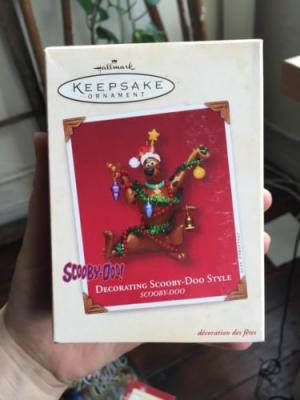 Hallmark
KEEPSAKE
ORNAMENT
SCOOBY-DOO!
DECORATING SCOOBY-DOO STYLE
SCOOBY-DOO
décoration des fêtes